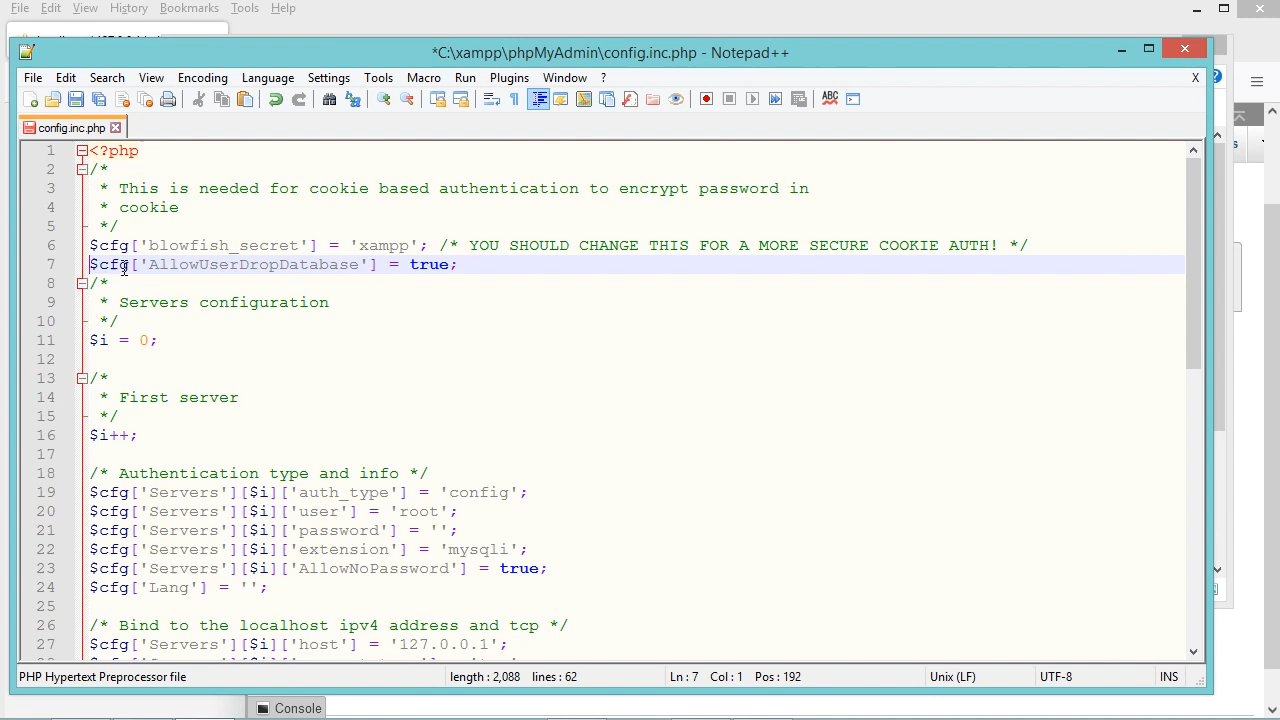 File Edit View History Bookmarks Tools Help
*C:\xampp\phpMyAdmin\config.inc.php - Notepad++
File Edit Search View Encoding Language Settings Tools Macro Run Plugins Window ? X
ABC
config.inc.php
1 <?php
2 /*
3 * This is needed for cookie based authentication to encrypt password in
4 * cookie
5 */
6 $cfg['blowfish_secret'] = 'xampp'; /* YOU SHOULD CHANGE THIS FOR A MORE SECURE COOKIE AUTH! */
7 $cfg['AllowUserDropDatabase'] = true;
8 /*
9 * Servers configuration
10 */
11 $i = 0;
12
13 /*
14 * First server
15 */
16 $i++;
17
18 /* Authentication type and info */
19 $cfg['Servers'][$i]['auth_type'] = 'config';
20 $cfg['Servers'][$i]['user'] = 'root';
21 $cfg['Servers'][$i]['password'] = '';
22 $cfg['Servers'][$i]['extension'] = 'mysqli';
23 $cfg['Servers'][$i]['AllowNoPassword'] = true;
24 $cfg['Lang'] = '';
25
26 /* Bind to the localhost ipv4 address and tcp */
27 $cfg['Servers'][$i]['host'] = '127.0.0.1';
PHP Hypertext Preprocessor file length : 2,088 lines : 62 Ln : 7 Col : 1 Pos : 192 Unix (LF) UTF-8 INS
Console